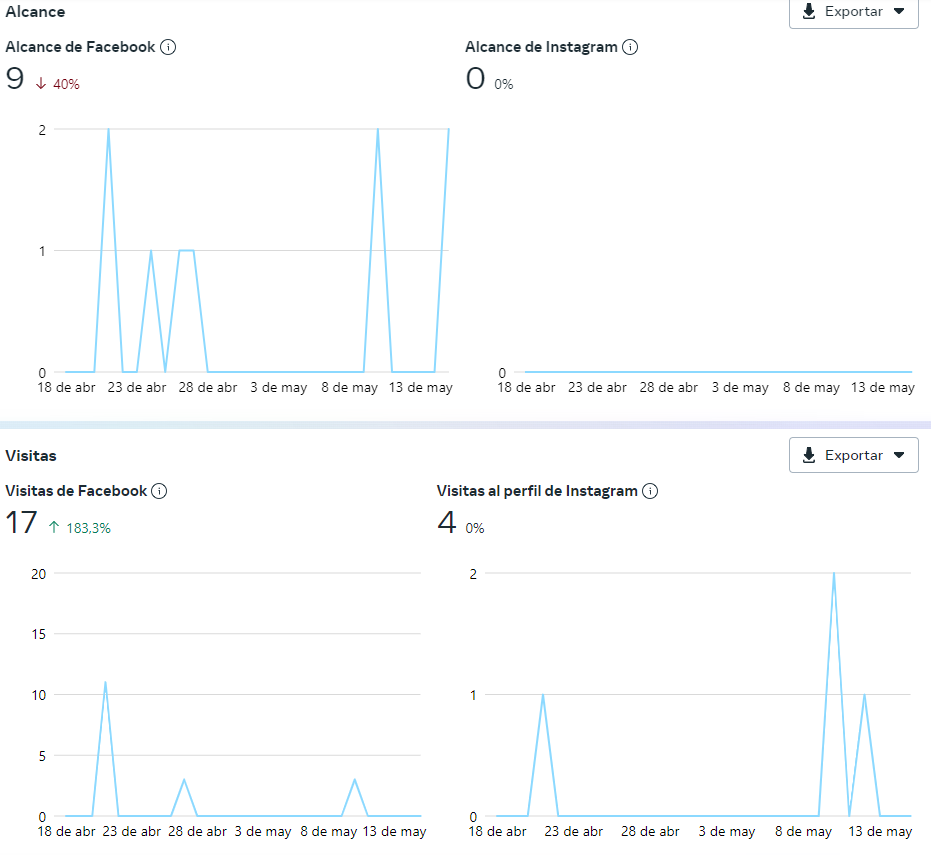 Alcance
Exportar
Alcance de Facebook
Alcance de Instagram
9 ↓ 40%
0 0%
2
1
0
18 de abr 23 de abr 28 de abr 3 de may 8 de may 13 de may
0
18 de abr 23 de abr 28 de abr 3 de may 8 de may 13 de may
Visitas
Exportar
Visitas de Facebook
Visitas al perfil de Instagram
17 ↑ 183,3%
4 0%
20
15
10
5
0
18 de abr 23 de abr 28 de abr 3 de may 8 de may 13 de may
2
1
0
18 de abr 23 de abr 28 de abr 3 de may 8 de may 13 de may